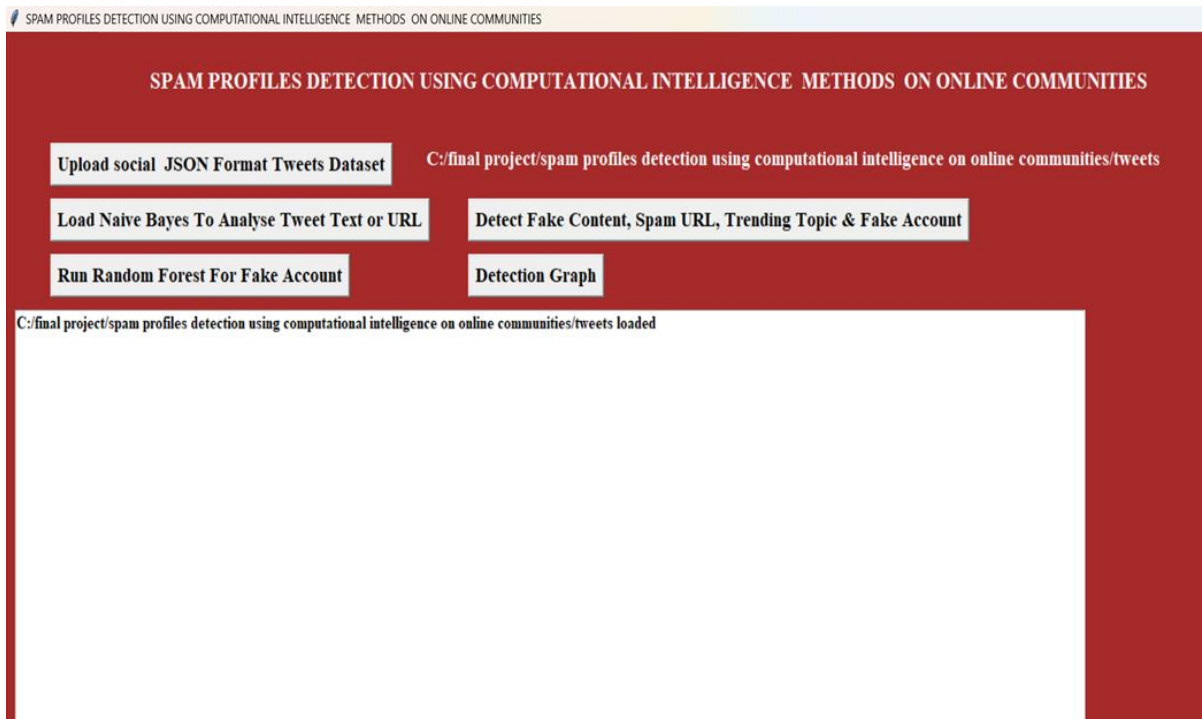 SPAM PROFILES DETECTION USING COMPUTATIONAL INTELLIGENCE  METHODS  ON ONLINE COMMUNITIES
SPAM PROFILES DETECTION USING COMPUTATIONAL INTELLIGENCE  METHODS  ON ONLINE COMMUNITIES
Upload social  JSON Format Tweets Dataset
C:/final project/spam profiles detection using computational intelligence on online communities/tweets
Load Naive Bayes To Analyse Tweet Text or URL
Detect Fake Content, Spam URL, Trending Topic & Fake Account
Run Random Forest For Fake Account
Detection Graph
C:/final project/spam profiles detection using computational intelligence on online communities/tweets loaded